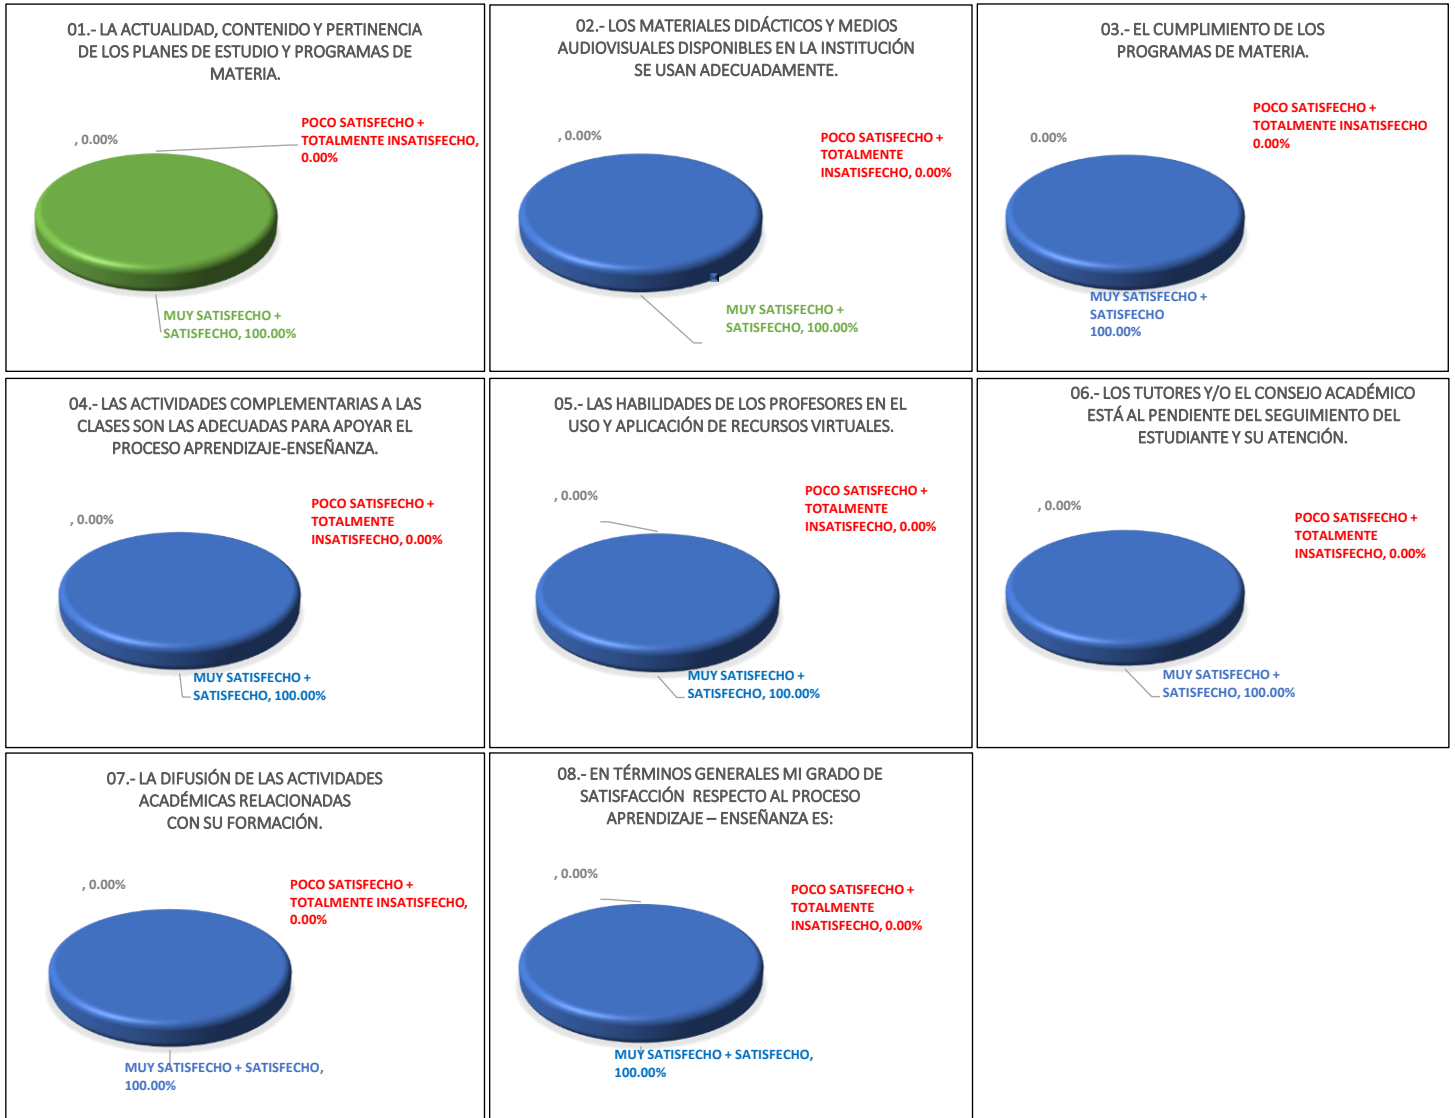 01.- LA ACTUALIDAD, CONTENIDO Y PERTINENCIA
DE LOS PLANES DE ESTUDIO Y PROGRAMAS DE
MATERIA.
, 0.00%
POCO SATISFECHO +
TOTALMENTE INSATISFECHO,
0.00%
MUY SATISFECHO +
SATISFECHO, 100.00%
02.- LOS MATERIALES DIDÁCTICOS Y MEDIOS
AUDIOVISUALES DISPONIBLES EN LA INSTITUCIÓN
SE USAN ADECUADAMENTE.
, 0.00%
POCO SATISFECHO +
TOTALMENTE
INSATISFECHO, 0.00%
MUY SATISFECHO +
SATISFECHO, 100.00%
03.- EL CUMPLIMIENTO DE LOS
PROGRAMAS DE MATERIA.
0.00%
POCO SATISFECHO +
TOTALMENTE INSATISFECHO
0.00%
MUY SATISFECHO +
SATISFECHO
100.00%
04.- LAS ACTIVIDADES COMPLEMENTARIAS A LAS
CLASES SON LAS ADECUADAS PARA APOYAR EL
PROCESO APRENDIZAJE-ENSEÑANZA.
, 0.00%
POCO SATISFECHO +
TOTALMENTE
INSATISFECHO, 0.00%
MUY SATISFECHO +
SATISFECHO, 100.00%
05.- LAS HABILIDADES DE LOS PROFESORES EN EL
USO Y APLICACIÓN DE RECURSOS VIRTUALES.
, 0.00%
POCO SATISFECHO +
TOTALMENTE
INSATISFECHO, 0.00%
MUY SATISFECHO +
SATISFECHO, 100.00%
06.- LOS TUTORES Y/O EL CONSEJO ACADÉMICO
ESTÁ AL PENDIENTE DEL SEGUIMIENTO DEL
ESTUDIANTE Y SU ATENCIÓN.
, 0.00%
POCO SATISFECHO +
TOTALMENTE
INSATISFECHO, 0.00%
MUY SATISFECHO +
SATISFECHO, 100.00%
07.- LA DIFUSIÓN DE LAS ACTIVIDADES
ACADÉMICAS RELACIONADAS
CON SU FORMACIÓN.
, 0.00%
POCO SATISFECHO +
TOTALMENTE INSATISFECHO,
0.00%
MUY SATISFECHO + SATISFECHO,
100.00%
08.- EN TÉRMINOS GENERALES MI GRADO DE
SATISFACCIÓN  RESPECTO AL PROCESO
APRENDIZAJE – ENSEÑANZA ES:
, 0.00%
POCO SATISFECHO +
TOTALMENTE
INSATISFECHO, 0.00%
MUY SATISFECHO + SATISFECHO,
100.00%